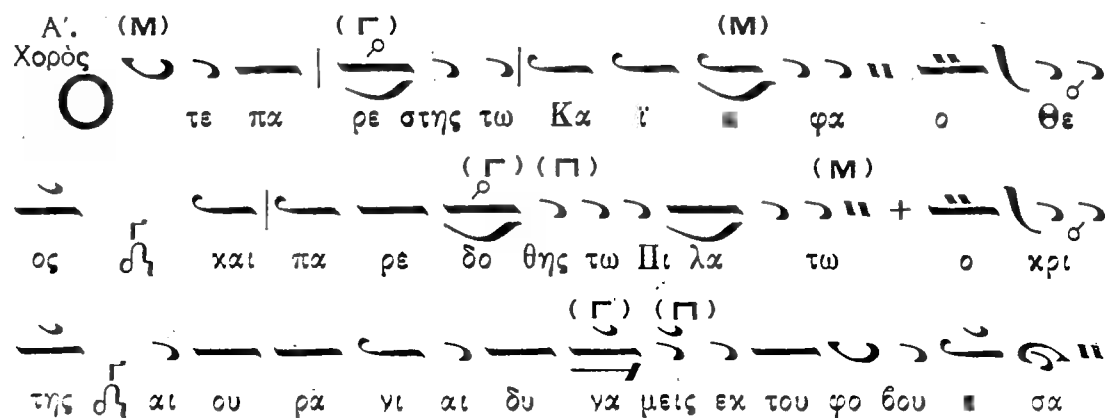 Α΄. (Μ) (Γ) (Μ)
Χορὸς
Ο τε πα ρε στης τω Κα ϊ φα ο Θε
(Γ) (Π) (Μ)
ος Γ και πα ρε δο θης τω Πι λα τω ο κρι
(Γ) (Π)
της Γ αι ου ρα νι αι δυ να μεις εκ του φο βου σα